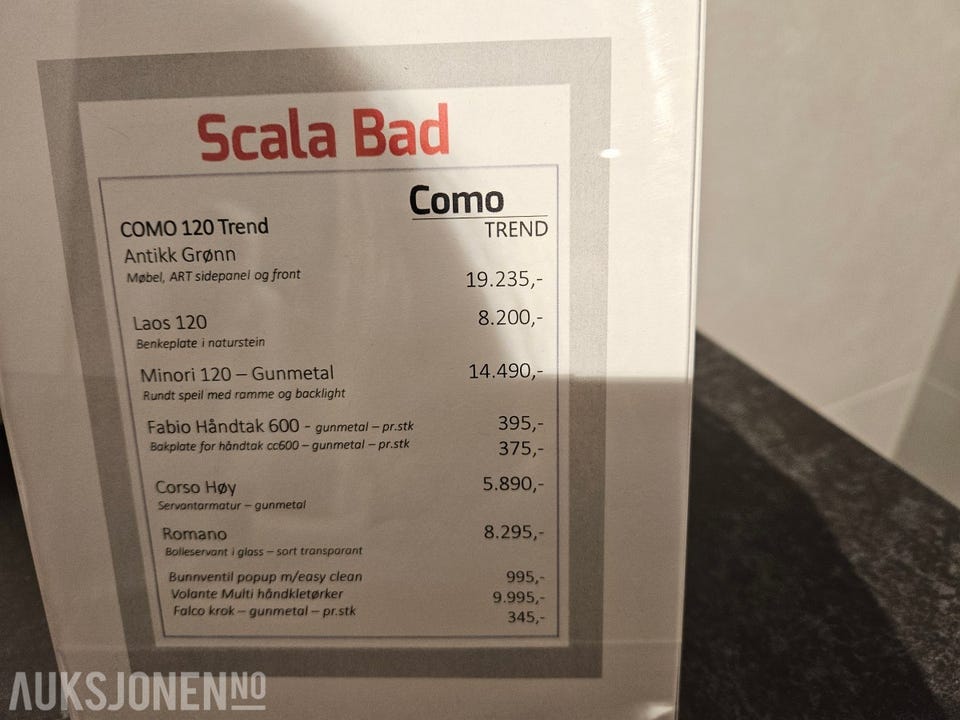 Scala Bad
Como
TREND
COMO 120 Trend
Antikk Grønn
Møbel, ART sidepanel og front 19.235,-
Laos 120 8.200,-
Benkeplate i naturstein
Minori 120 – Gunmetal 14.490,-
Rundt speil med ramme og backlight
Fabio Håndtak 600 - gunmetal – pr.stk 395,-
Bakplate for håndtak cc600 – gunmetal – pr.stk 375,-
Corso Høy 5.890,-
Servantarmatur – gunmetal
Romano 8.295,-
Bolleservant i glass – sort transparant
Bunnventil popup m/easy clean 995,-
Volante Multi håndkletørker 9.995,-
Falco krok – gunmetal – pr.stk 345,-
AUKSJONEN NO